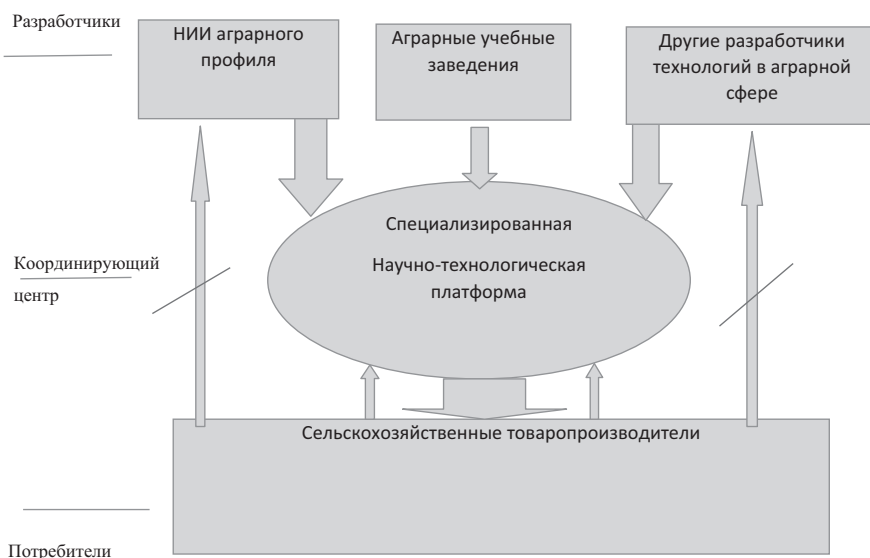 Разработчики
НИИ аграрного
профиля
Аграрные учебные
заведения
Другие разработчики
технологий в аграрной
сфере
Специализированная
Научно-технологическая
платформа
Координирующий
центр
Сельскохозяйственные товаропроизводители
Потребители